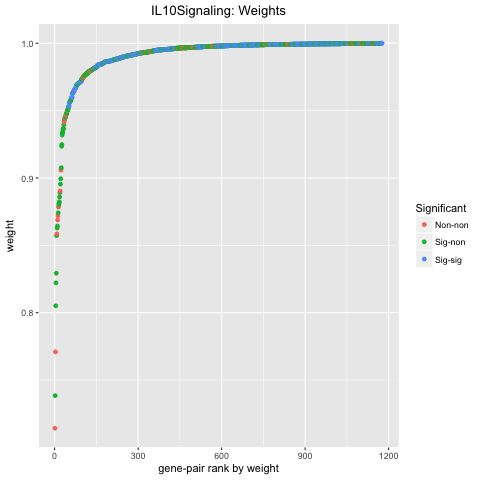 IL10Signaling: Weights
1.0
0.9
0.8
weight
0
300
600
900
1200
gene-pair rank by weight
Significant
Non-non
Sig-non
Sig-sig